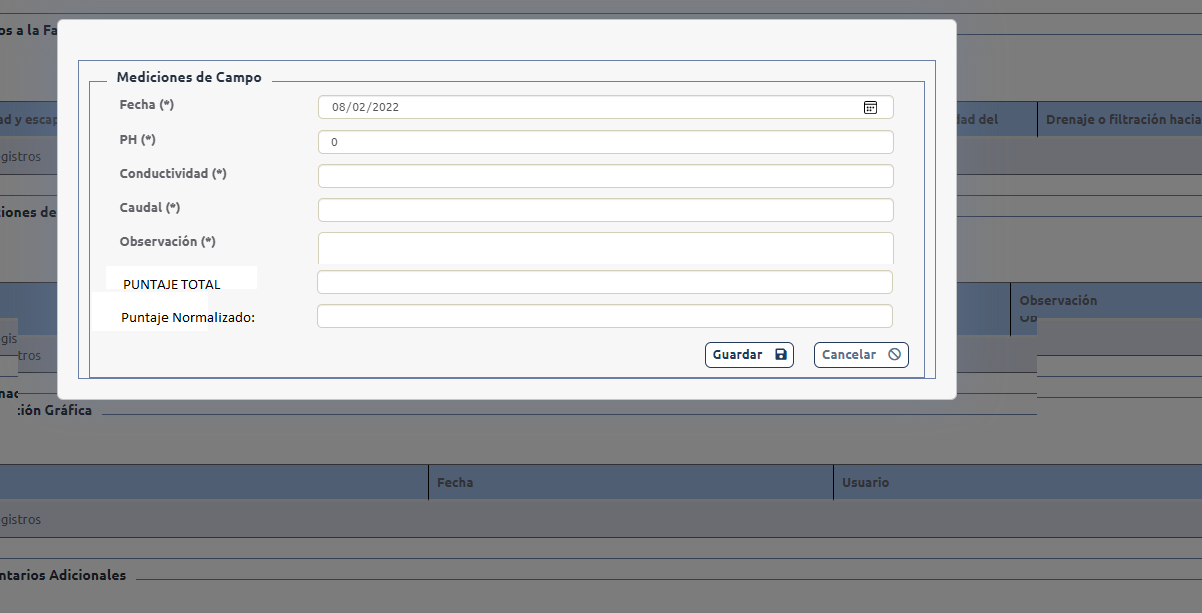 os a la Fa
Mediciones de Campo
Fecha (*)
08/02/2022
ad y escap
dad del
Drenaje o filtración hacia
PH (*)
0
gistros
Conductividad (*)
Caudal (*)
ciones de
Observación (*)
PUNTAJE TOTAL
Observación
Puntaje Normalizado:
Ob
gis
tros
Guardar
Cancelar
mac
ción Gráfica
Fecha
Usuario
gistros
ntarios Adicionales